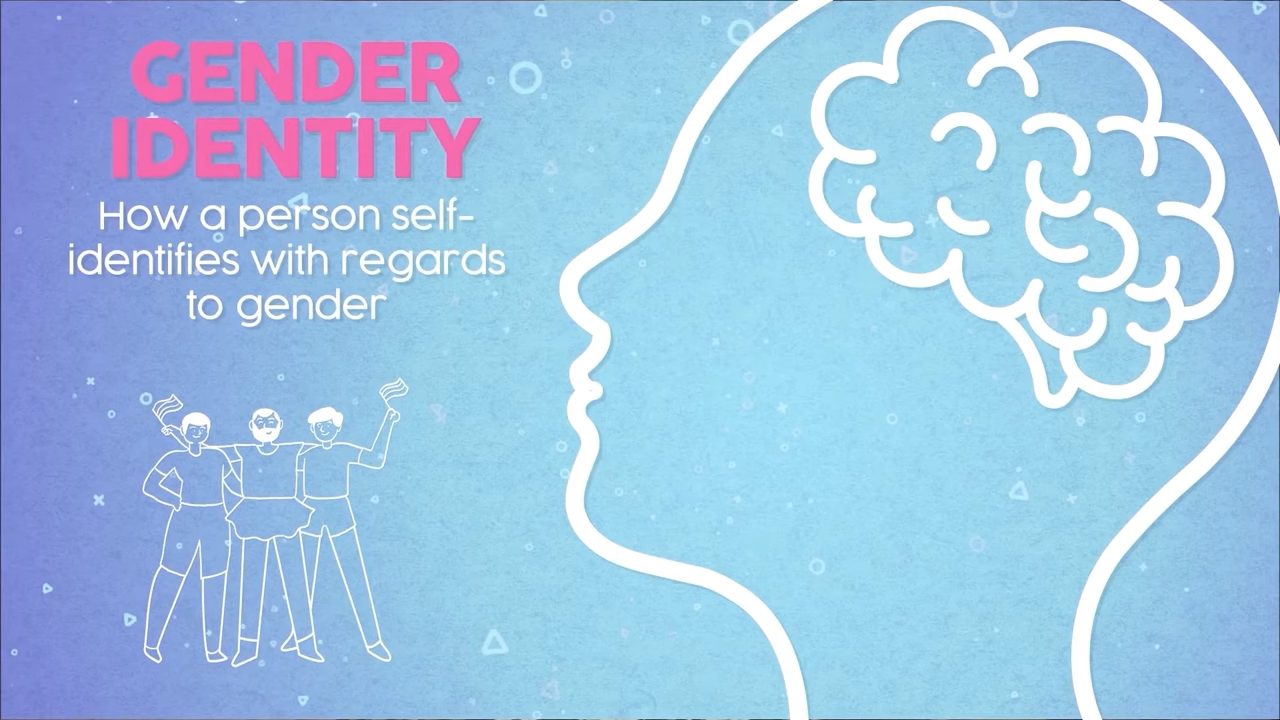 GENDER
IDENTITY
How a person self-
identifies with regards
to gender